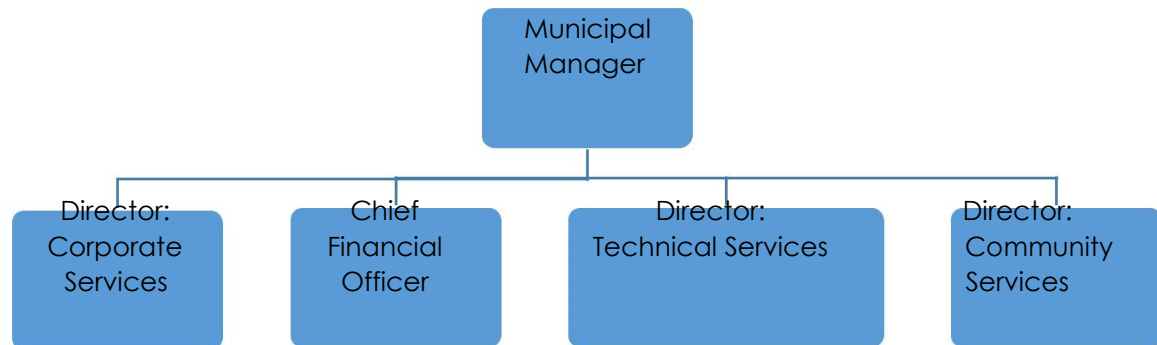 Municipal
Manager
Director:
Corporate
Services
Chief
Financial
Officer
Director:
Technical Services
Director:
Community
Services